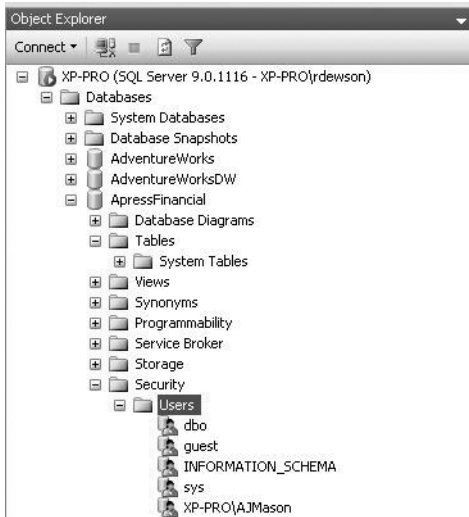 Object Explorer
Connect
XP-PRO (SQL Server 9.0.1116 - XP-PRO\rdewson)
Databases
System Databases
Database Snapshots
AdventureWorks
AdventureWorksDW
ApressFinancial
Database Diagrams
Tables
System Tables
Views
Synonyms
Programmability
Service Broker
Storage
Security
Users
dbo
guest
INFORMATION_SCHEMA
sys
XP-PRO\AJMason